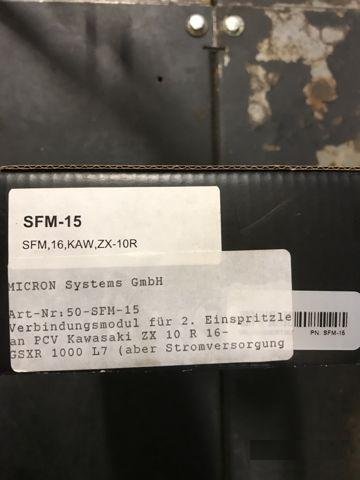 SFM-15
SFM,16,KAW,ZX-10R
MICRON Systems GmbH
Art-Nr:50-SFM-15
Verbindungsmodul für 2. Einspritzle
an PCV Kawasaki ZX 10 R 16-
GSXR 1000 L7 (aber Stromversorgung
PN: SFM-15